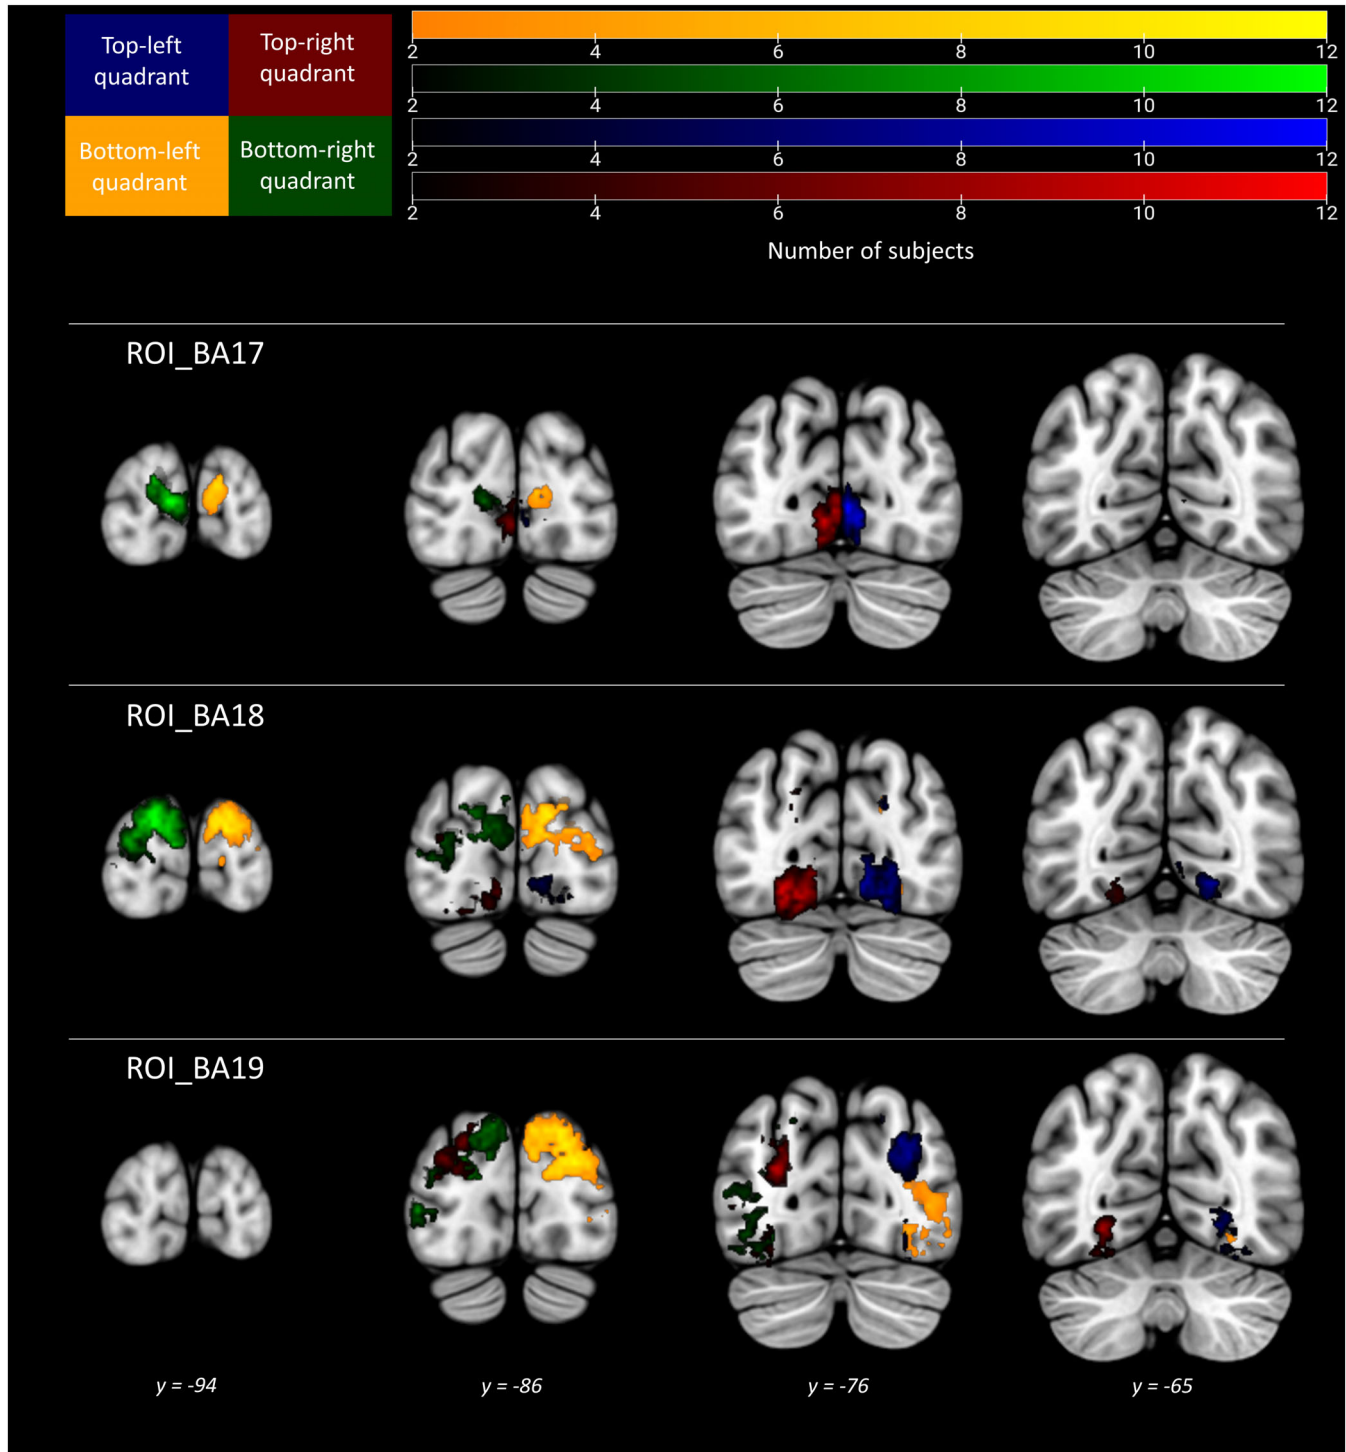 Top-left
quadrant
Top-right
quadrant
Bottom-left
quadrant
Bottom-right
quadrant
2 4 6 8 10 12
2 4 6 8 10 12
2 4 6 8 10 12
2 4 6 8 10 12
Number of subjects
ROI_BA17
ROI_BA18
ROI_BA19
y = -94 y = -86 y = -76 y = -65